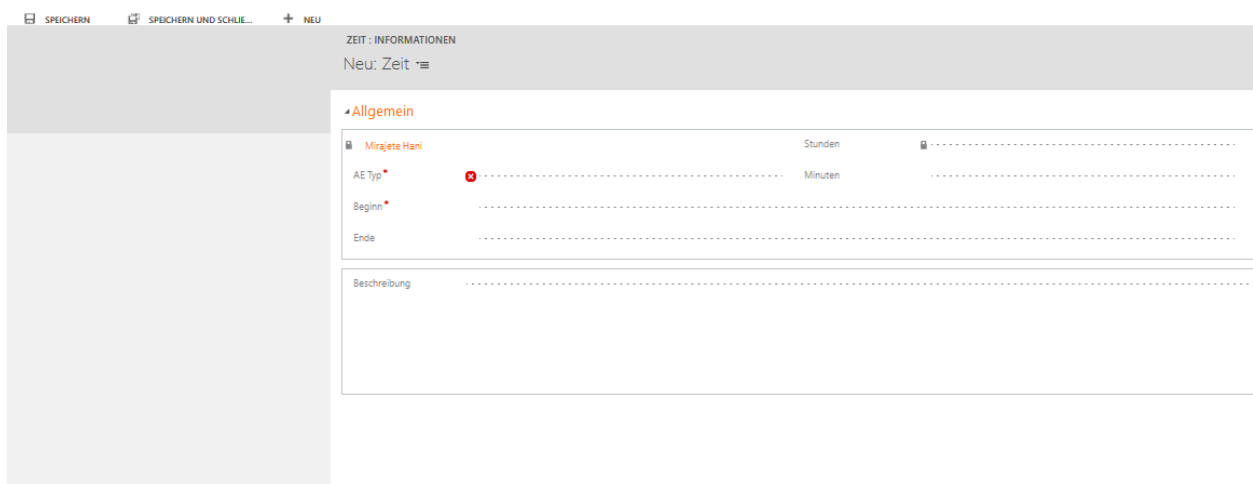 SPEICHERN SPEICHERN UND SCHLIE... NEU
ZEIT : INFORMATIONEN
Neu: Zeit
Allgemein
Mirajete Hani Stunden
AE Typ* Minuten
Beginn*
Ende
Beschreibung